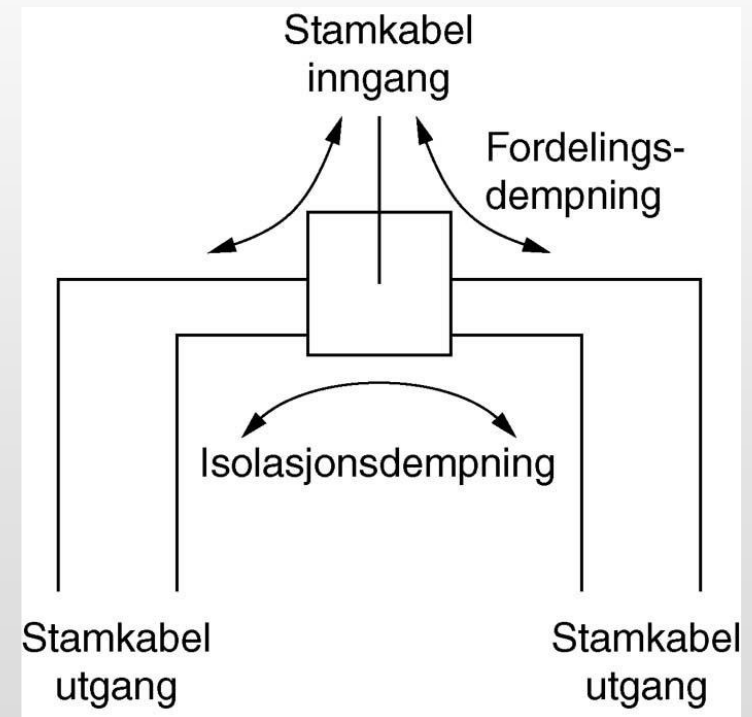 Stamkabel
inngang
Fordelings-
dempning
Isolasjonsdempning
Stamkabel
utgang
Stamkabel
utgang